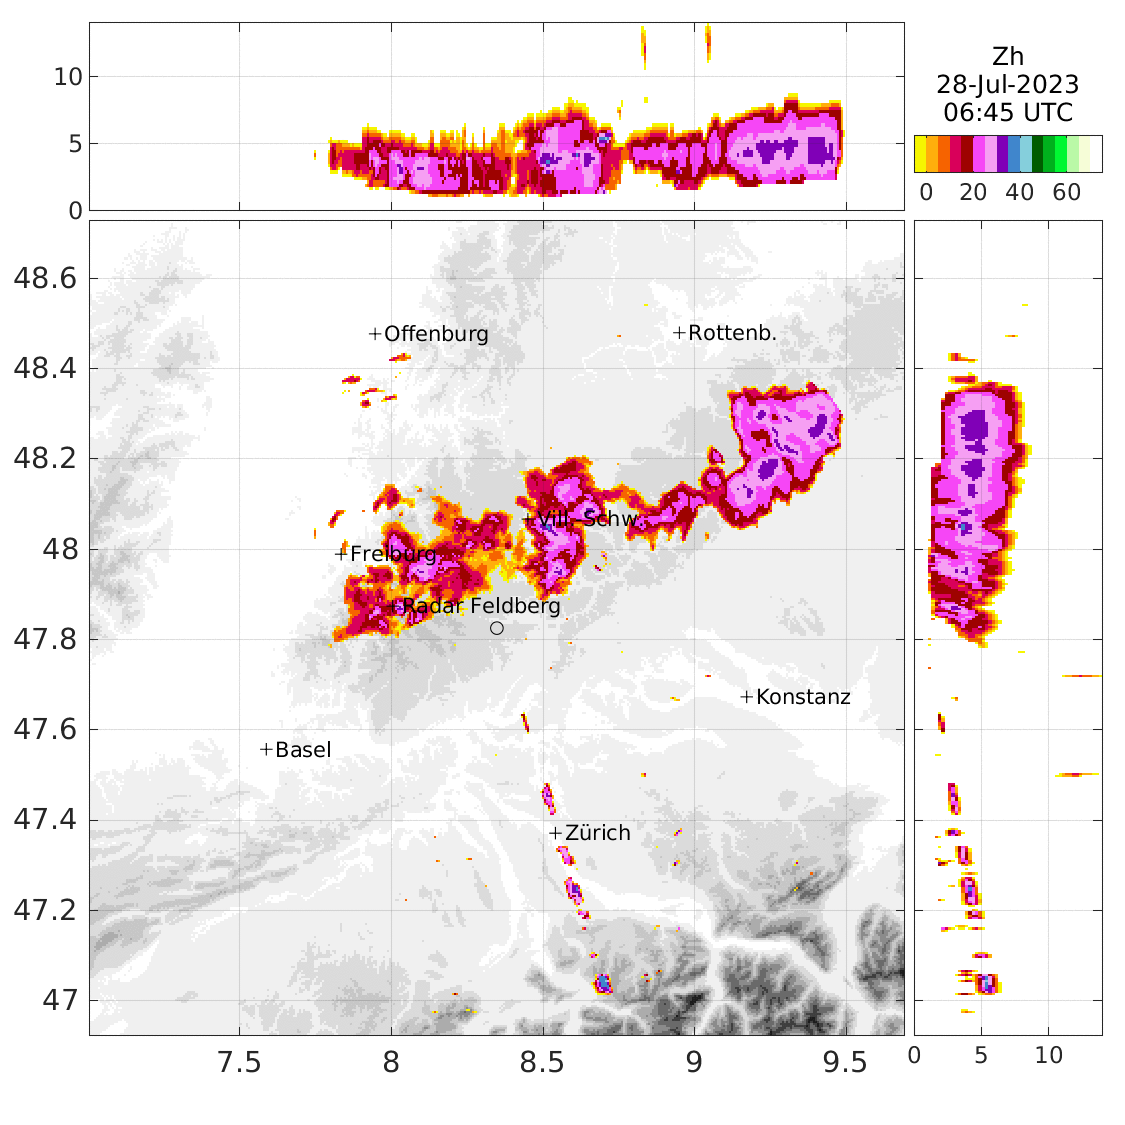 10
5
0
Zh
28-Jul-2023
06:45 UTC
0 20 40 60
48.6
48.4
48.2
48
47.8
47.6
47.4
47.2
47
+Offenburg
+Rottenb.
+Vill.-Schw.
+Freiburg
+Radar Feldberg
+Konstanz
+Basel
+Zürich
7.5 8 8.5 9 9.5
0 5 10